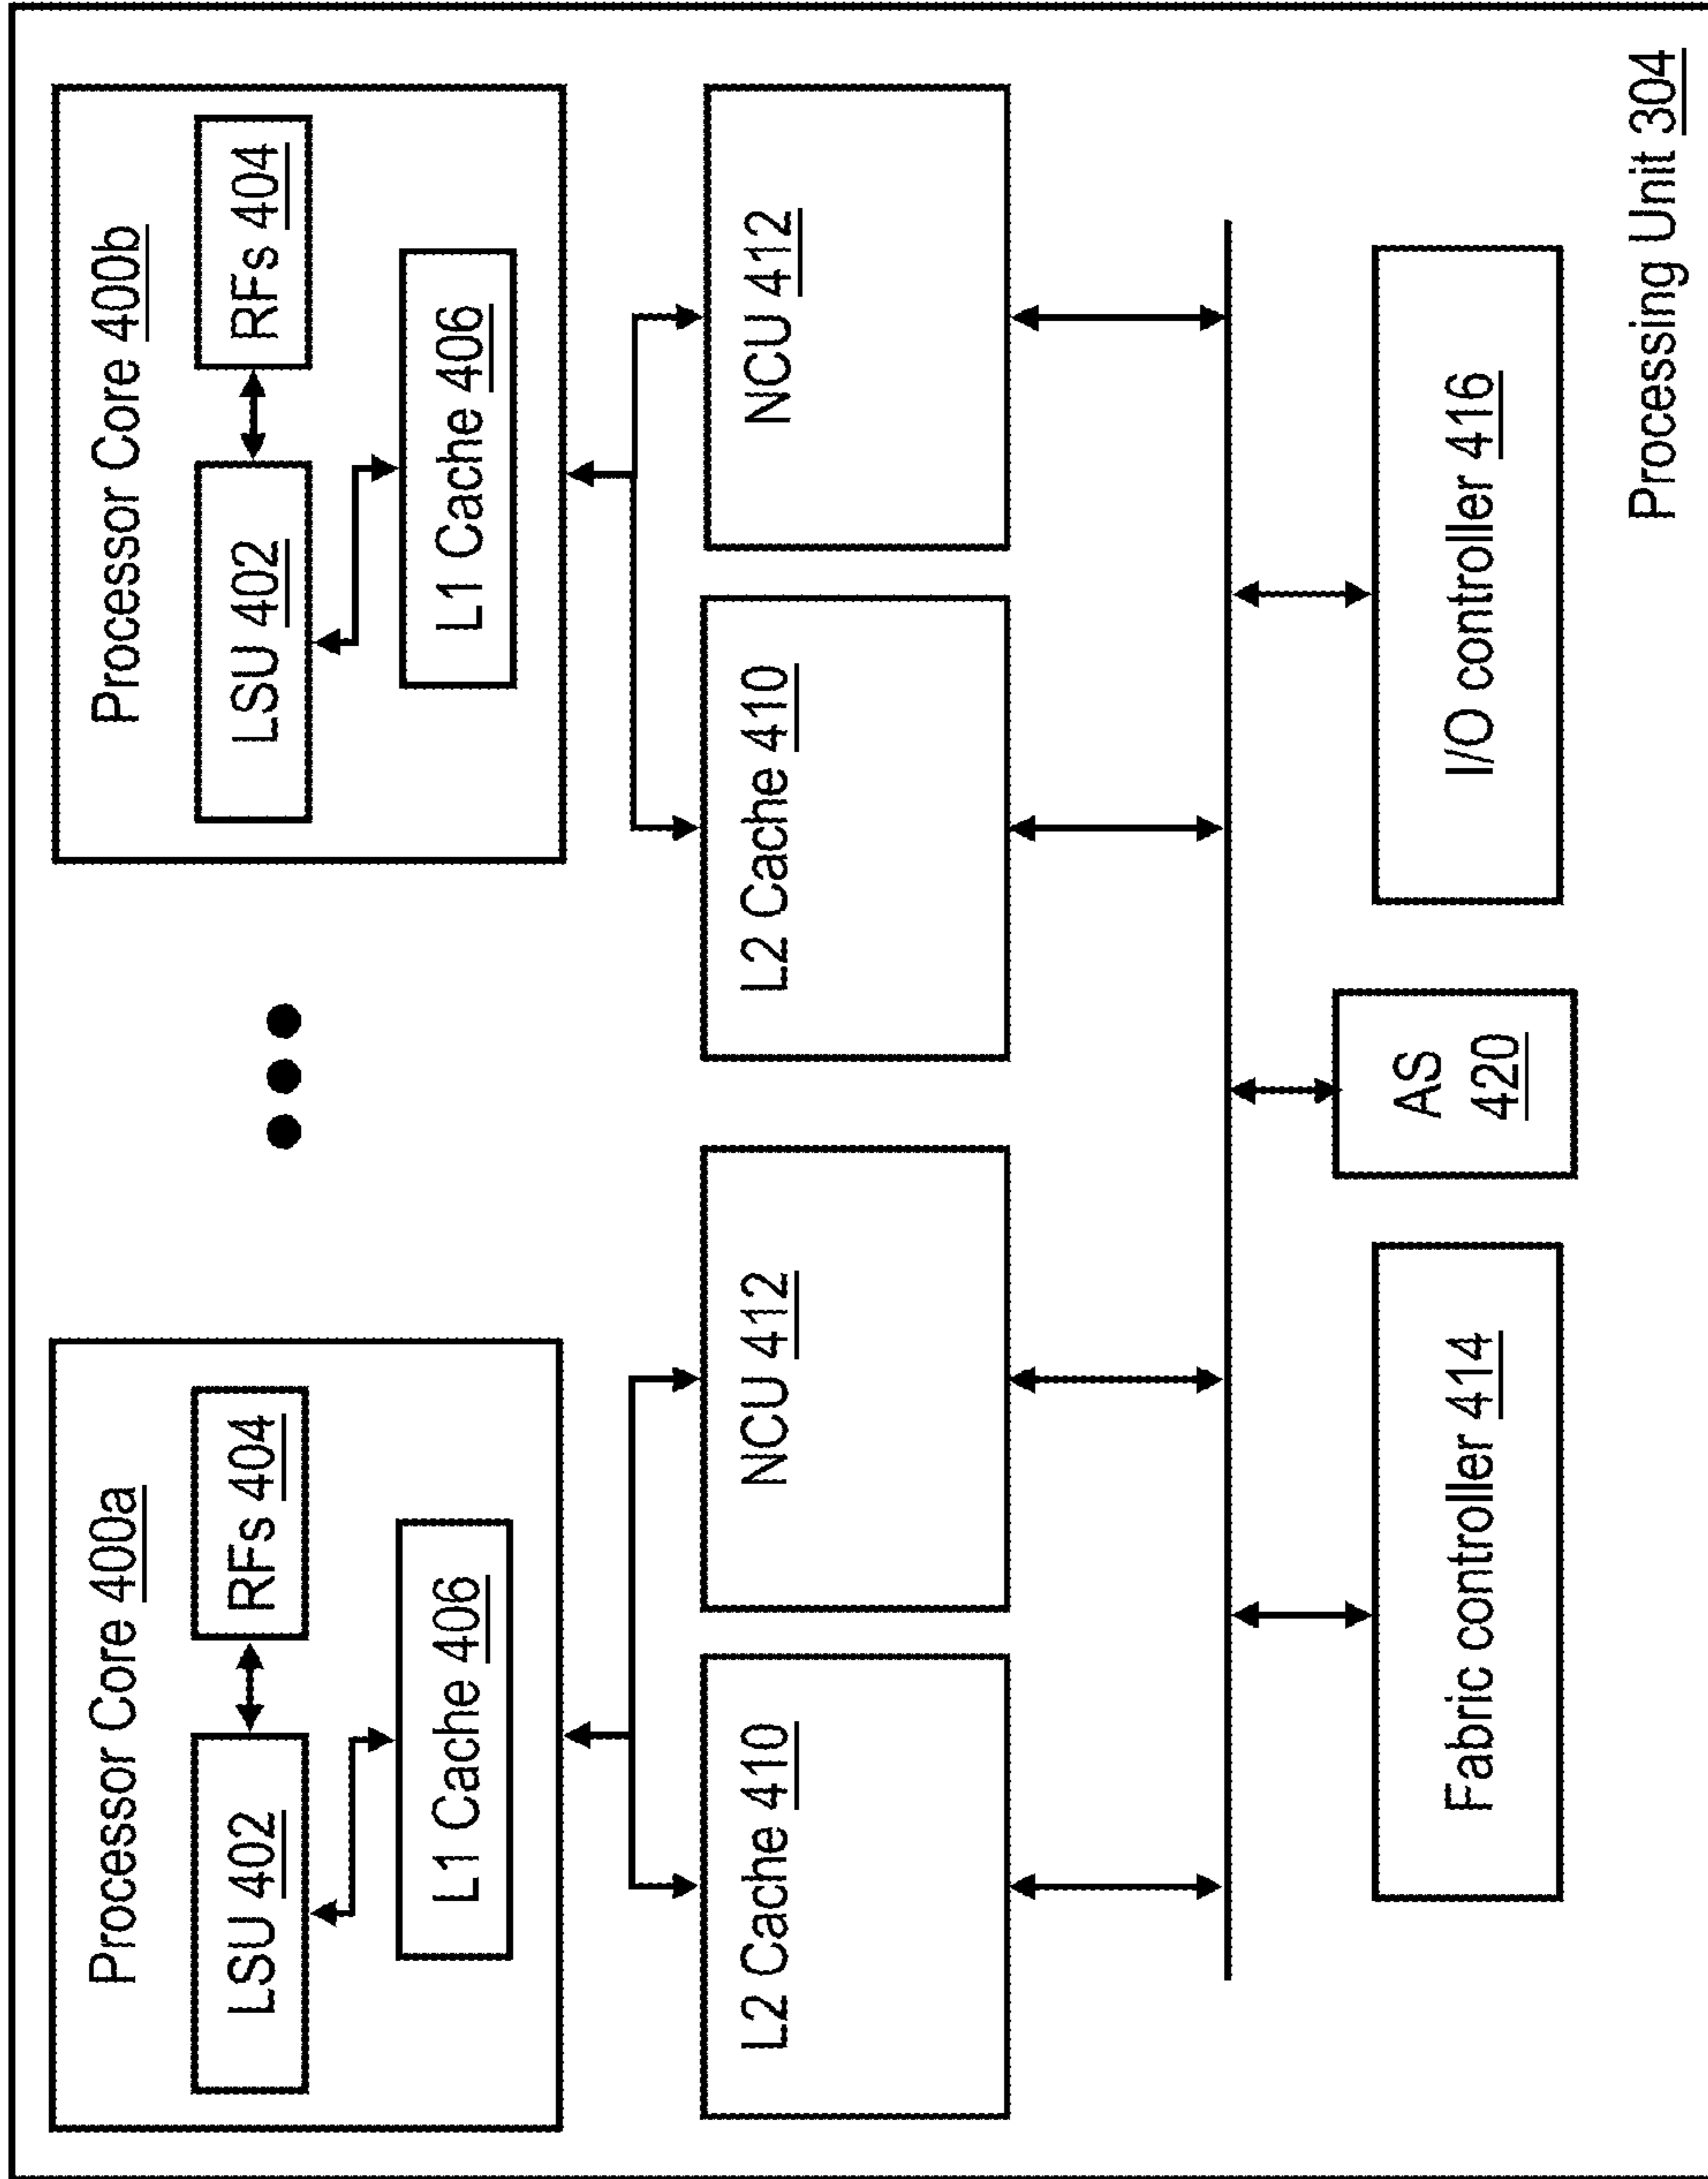 Processor Core 400a
LSU 402
RFs 404
L1 Cache 406
Processor Core 400b
LSU 402
RFs 404
L1 Cache 406
L2 Cache 410
NCU 412
L2 Cache 410
NCU 412
Fabric controller 414
AS
420
I/O controller 416
Processing Unit 304